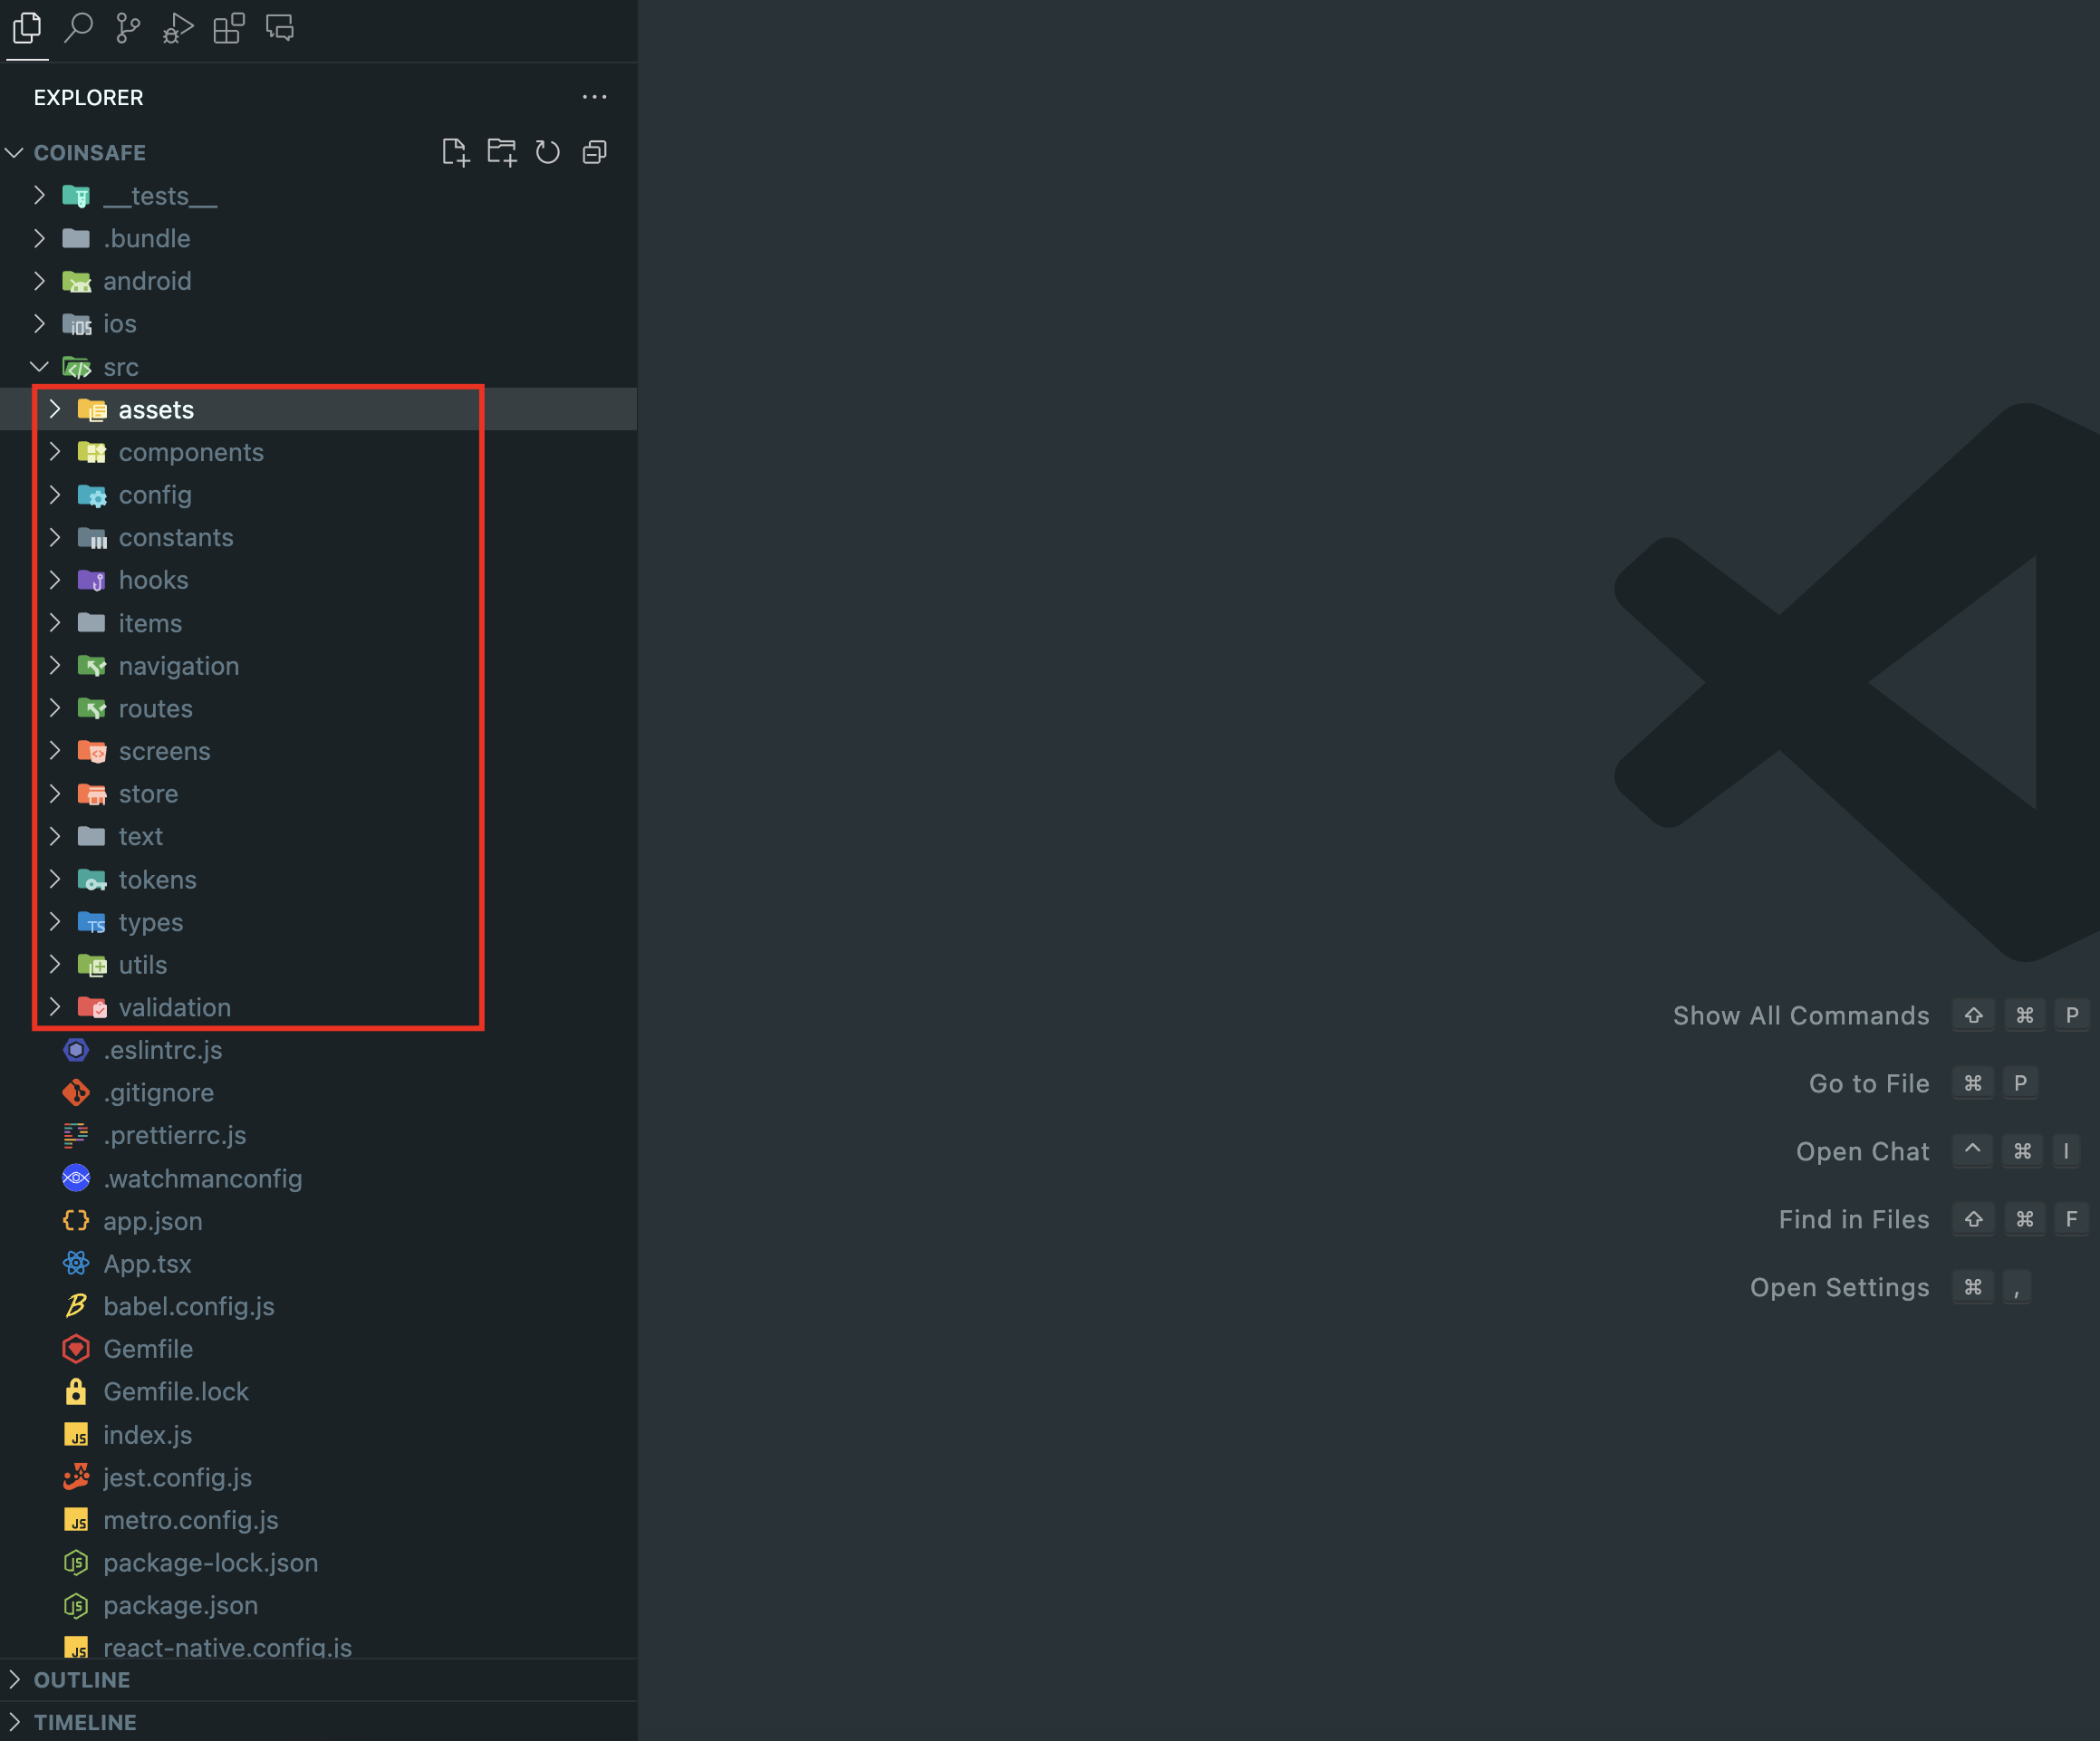 EXPLORER
COINSAFE
__tests__
.bundle
android
ios
src
assets
components
config
constants
hooks
items
navigation
routes
screens
store
text
tokens
types
utils
validation
.eslintrc.js
.gitignore
.prettierrc.js
.watchmanconfig
app.json
App.tsx
babel.config.js
Gemfile
Gemfile.lock
index.js
jest.config.js
metro.config.js
package-lock.json
package.json
react-native.config.js
OUTLINE
TIMELINE
Show All Commands ⇧ ⌘ P
Go to File ⌘ P
Open Chat ^ ⌘ I
Find in Files ⇧ ⌘ F
Open Settings ⌘ ,